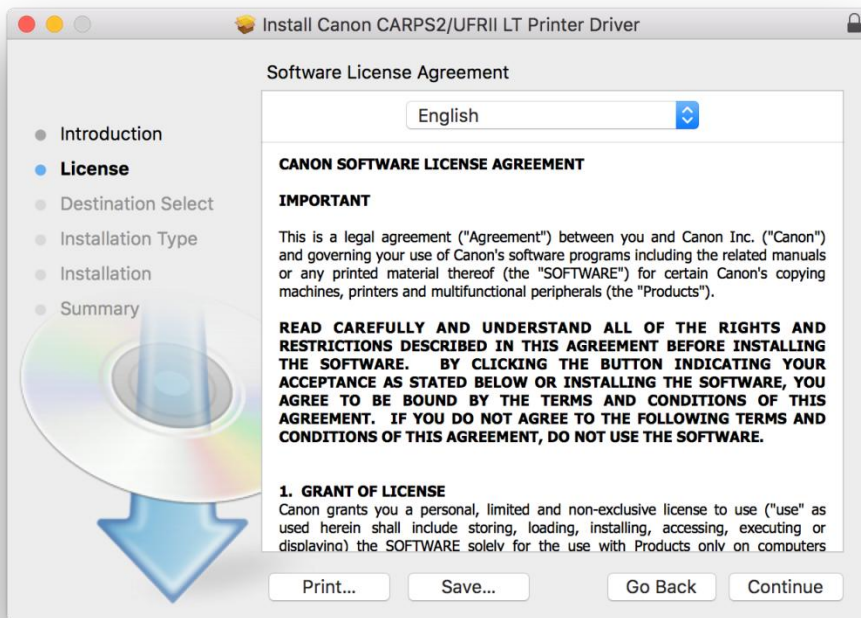 Install Canon CARPS2/UFRII LT Printer Driver
Software License Agreement
Introduction
License
Destination Select
Installation Type
Installation
Summary
English
CANON SOFTWARE LICENSE AGREEMENT
IMPORTANT
This is a legal agreement ("Agreement") between you and Canon Inc. ("Canon")
and governing your use of Canon's software programs including the related manuals
or any printed material thereof (the "SOFTWARE") for certain Canon's copying
machines, printers and multifunctional peripherals (the "Products").
READ CAREFULLY AND UNDERSTAND ALL OF THE RIGHTS AND
RESTRICTIONS DESCRIBED IN THIS AGREEMENT BEFORE INSTALLING
THE SOFTWARE. BY CLICKING THE BUTTON INDICATING YOUR
ACCEPTANCE AS STATED BELOW OR INSTALLING THE SOFTWARE, YOU
AGREE TO BE BOUND BY THE TERMS AND CONDITIONS OF THIS
AGREEMENT. IF YOU DO NOT AGREE TO THE FOLLOWING TERMS AND
CONDITIONS OF THIS AGREEMENT, DO NOT USE THE SOFTWARE.
1. GRANT OF LICENSE
Canon grants you a personal, limited and non-exclusive license to use ("use" as
used herein shall include storing, loading, installing, accessing, executing or
displaying) the SOFTWARE solely for the use with Products only on computers
Print...
Save...
Go Back
Continue